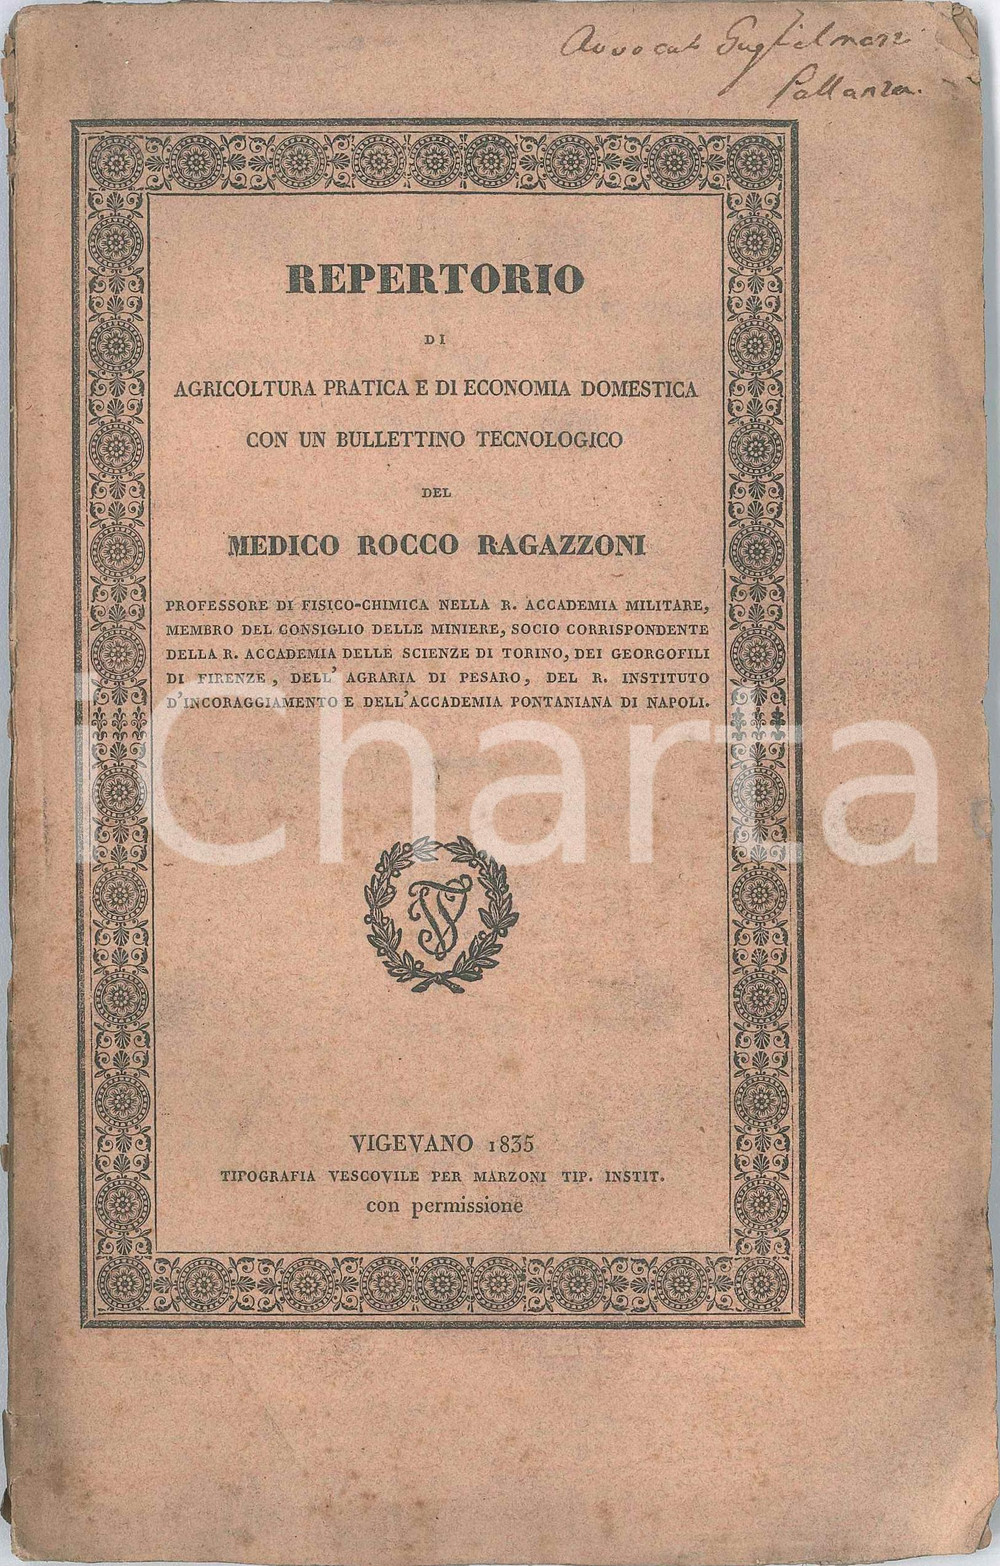 Avvocato Guglielmazzi
Pallanza.
REPERTORIO
DI
AGRICOLTURA PRATICA E DI ECONOMIA DOMESTICA
CON UN BULLETTINO TECNOLOGICO
DEL
MEDICO ROCCO RAGAZZONI
PROFESSORE DI FISICO-CHIMICA NELLA R. ACCADEMIA MILITARE,
MEMBRO DEL CONSIGLIO DELLE MINIERE, SOCIO CORRISPONDENTE
DELLA R. ACCADEMIA DELLE SCIENZE DI TORINO, DEI GEORGOFILI
DI FIRENZE, DELL'AGRARIA DI PESARO, DEL R. INSTITUTO
D'INCORAGGIAMENTO E DELL'ACCADEMIA PONTANIANA DI NAPOLI.
iCharta
VIGEVANO 1835
TIPOGRAFIA VESCOVILE PER MARZONI TIP. INSTIT.
con permissione